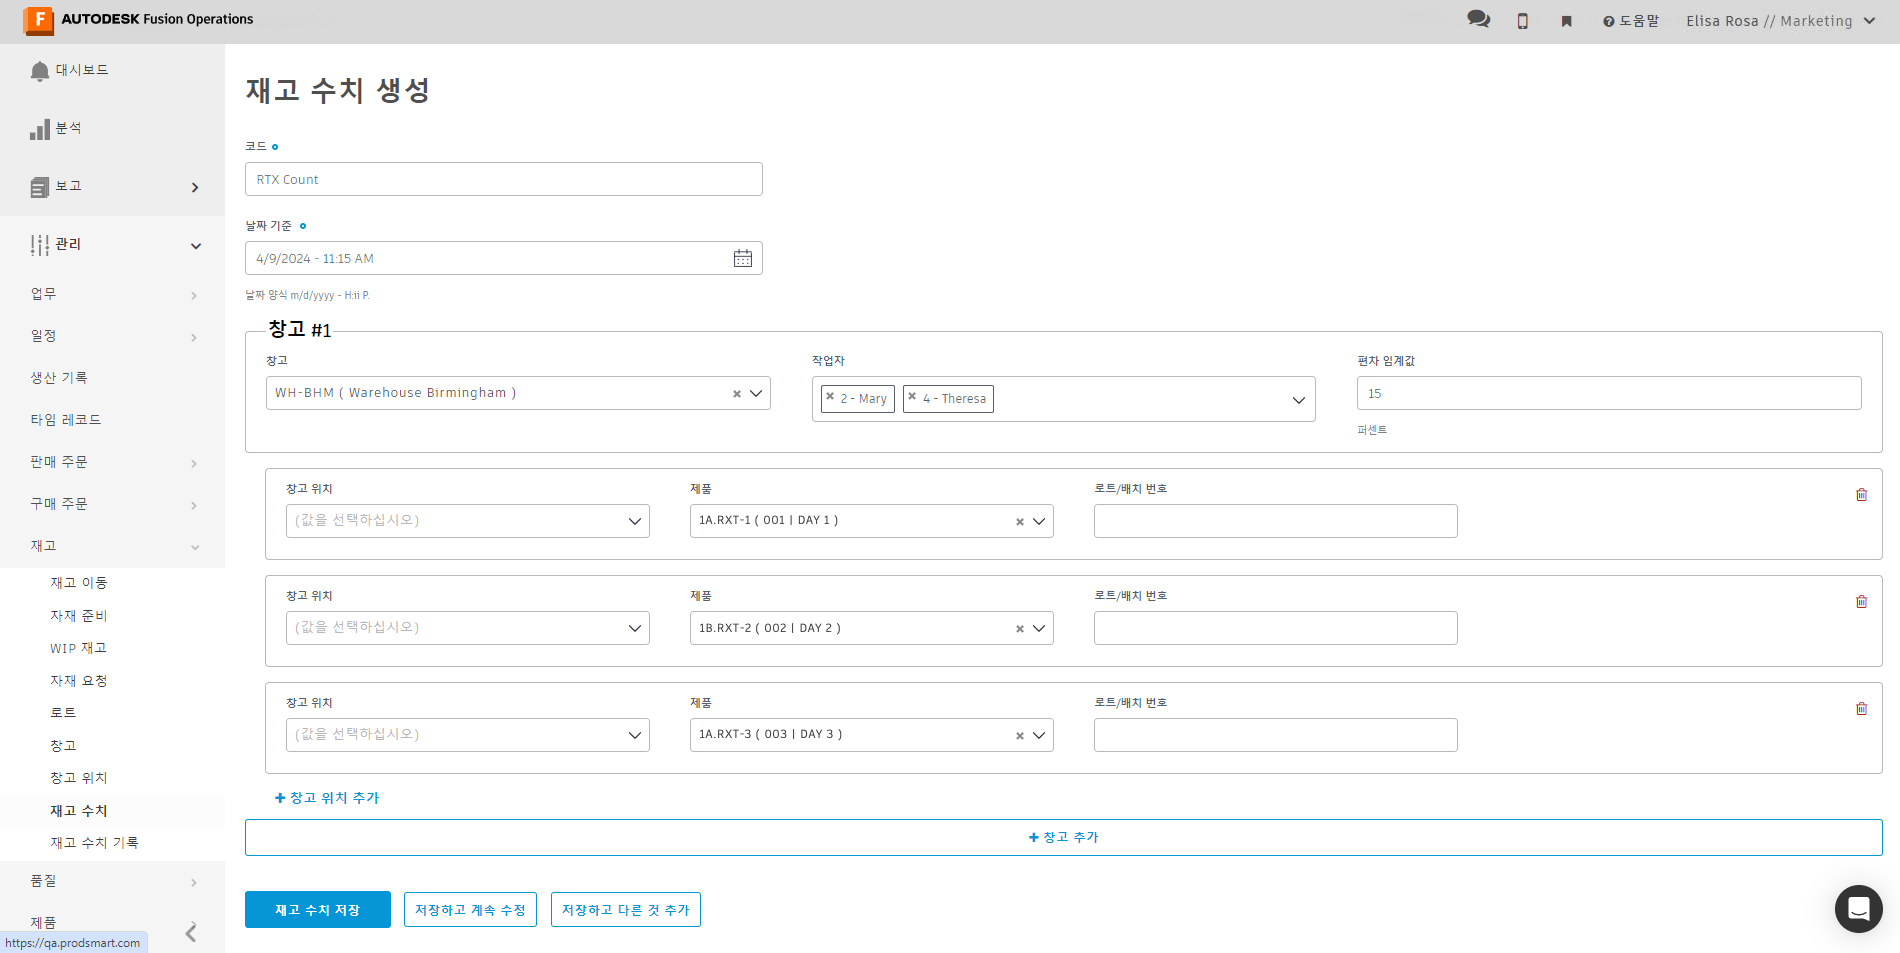 F AUTODESK Fusion Operations
도움말
Elisa Rosa // Marketing
대시보드
분석
보고
관리
업무
일정
생산 기록
타임 레코드
판매 주문
구매 주문
재고
재고 이동
자재 준비
WIP 재고
자재 요청
로트
창고
창고 위치
재고 수치
재고 수치 기록
품질
제품
https://qa.prodsmart.com
재고 수치 생성
코드
RTX Count
날짜 기준
4/9/2024 - 11:15 AM
날짜 양식 m/d/yyyy - H:ii P.
창고 #1
창고 작업자 편차 임계값
WH-BHM ( Warehouse Birmingham ) 2 - Mary 4 - Theresa 15
퍼센트
창고 위치 제품 로트/배치 번호
(값을 선택하십시오) 1A.RXT-1 ( 001 | DAY 1 )
창고 위치 제품 로트/배치 번호
(값을 선택하십시오) 1B.RXT-2 ( 002 | DAY 2 )
창고 위치 제품 로트/배치 번호
(값을 선택하십시오) 1A.RXT-3 ( 003 | DAY 3 )
+ 창고 위치 추가
+ 창고 추가
재고 수치 저장 저장하고 계속 수정 저장하고 다른 것 추가